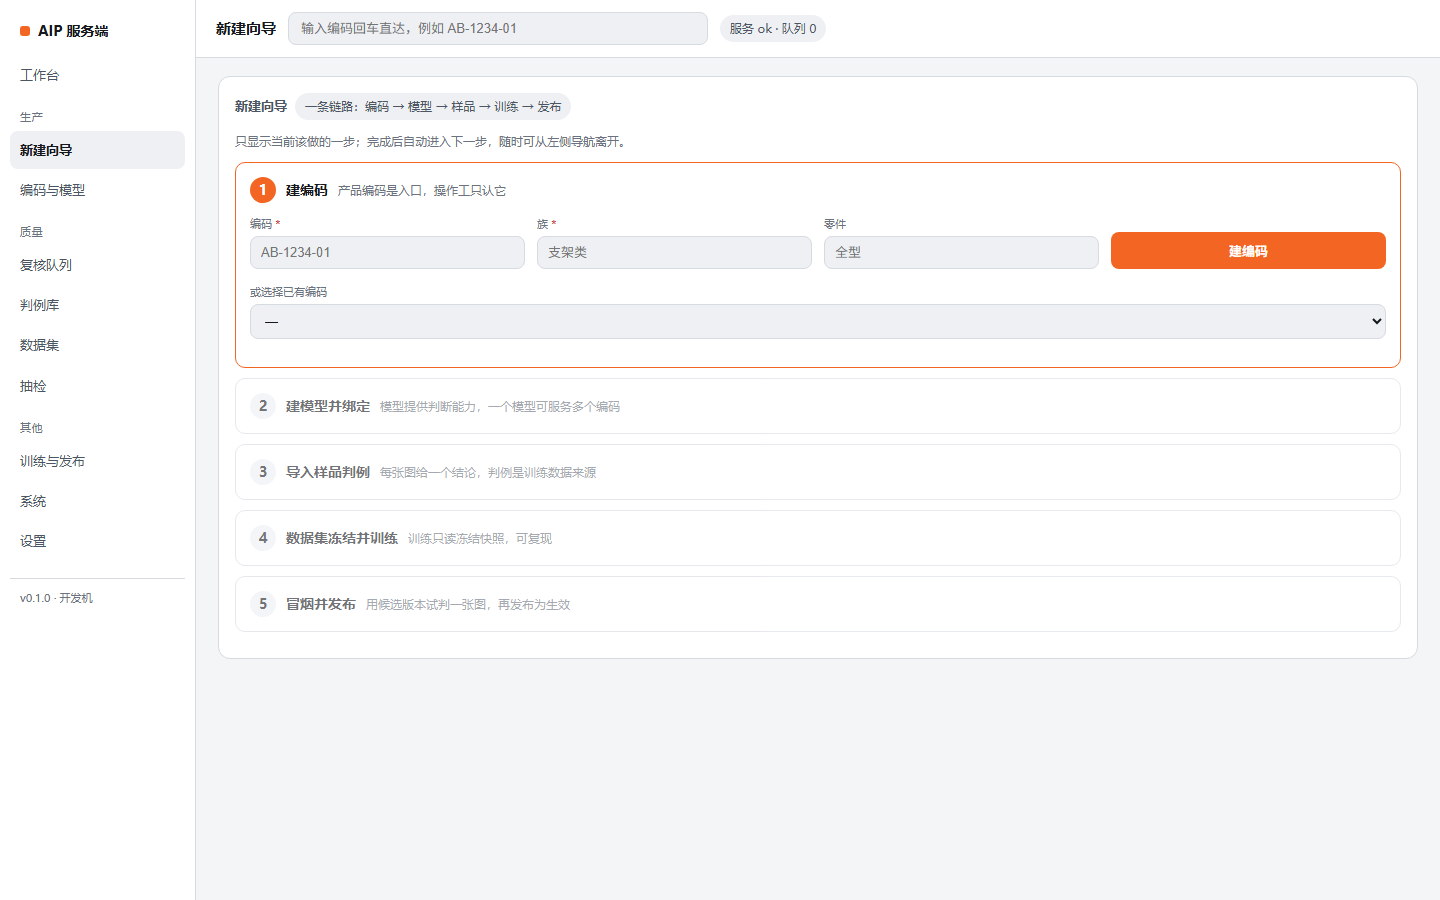 AIP 服务端
工作台
生产
新建向导
编码与模型
质量
复核队列
判例库
数据集
抽检
其他
训练与发布
系统
设置
v0.1.0 · 开发机
新建向导 输入编码回车直达，例如 AB-1234-01 服务 ok · 队列 0
新建向导 一条链路：编码 → 模型 → 样品 → 训练 → 发布
只显示当前该做的一步；完成后自动进入下一步，随时可从左侧导航离开。
1 建编码 产品编码是入口，操作工只认它
编码 * 族 * 零件
AB-1234-01 支架类 全型 建编码
或选择已有编码
—
2 建模型并绑定 模型提供判断能力，一个模型可服务多个编码
3 导入样品判例 每张图给一个结论，判例是训练数据来源
4 数据集冻结并训练 训练只读冻结快照，可复现
5 冒烟并发布 用候选版本试判一张图，再发布为生效